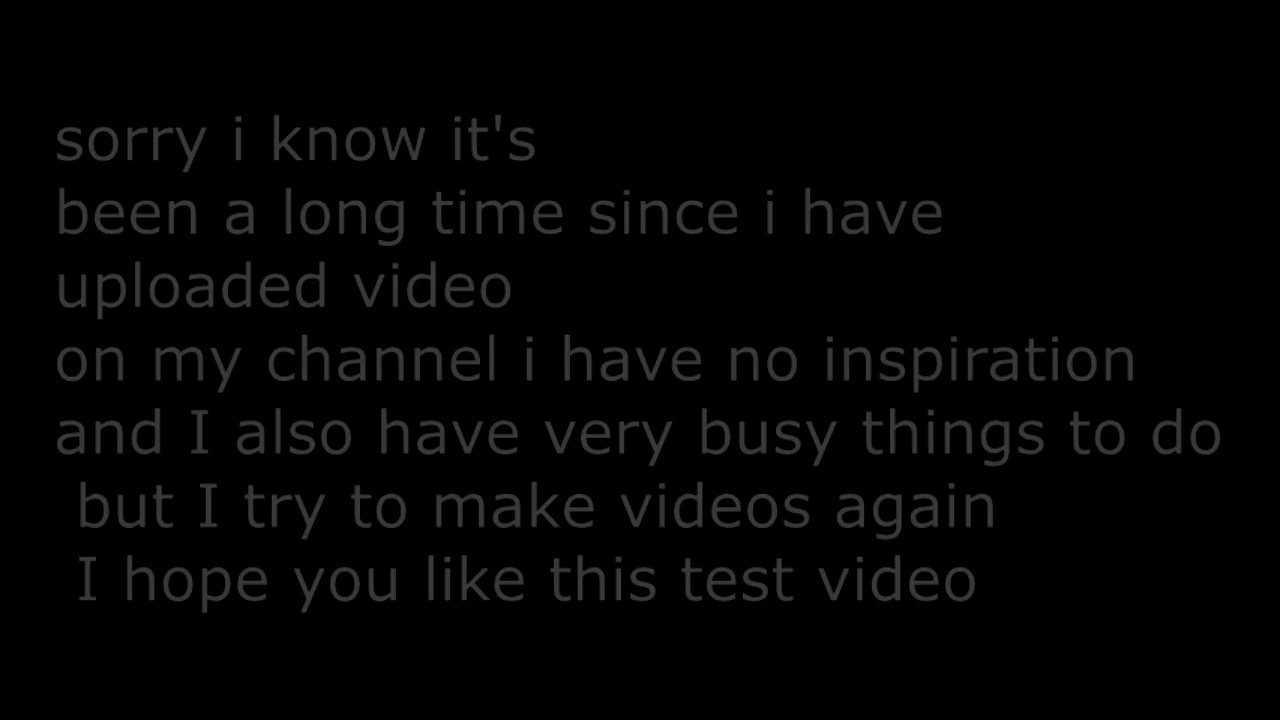 sorry i know it's
been a long time since i have
uploaded video
on my channel i have no inspiration
and I also have very busy things to do
but I try to make videos again
I hope you like this test video